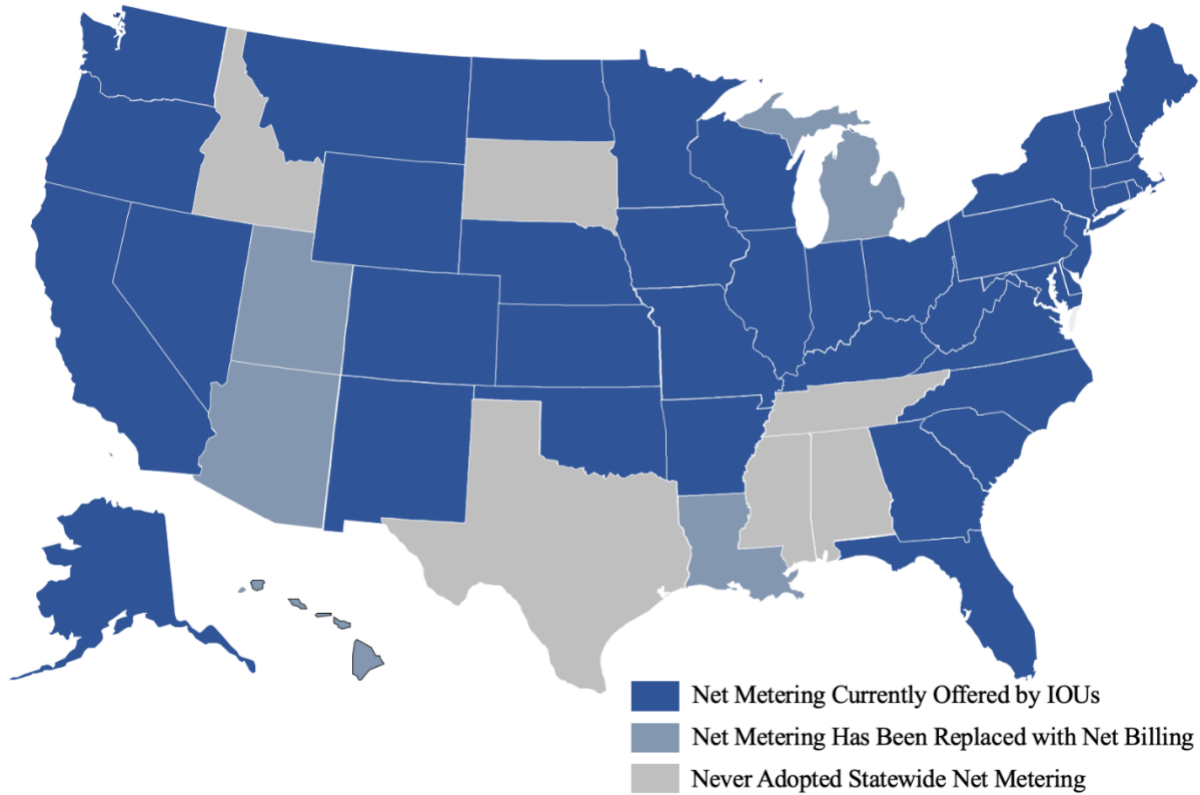 Net Metering Currently Offered by IOUs
Net Metering Has Been Replaced with Net Billing
Never Adopted Statewide Net Metering